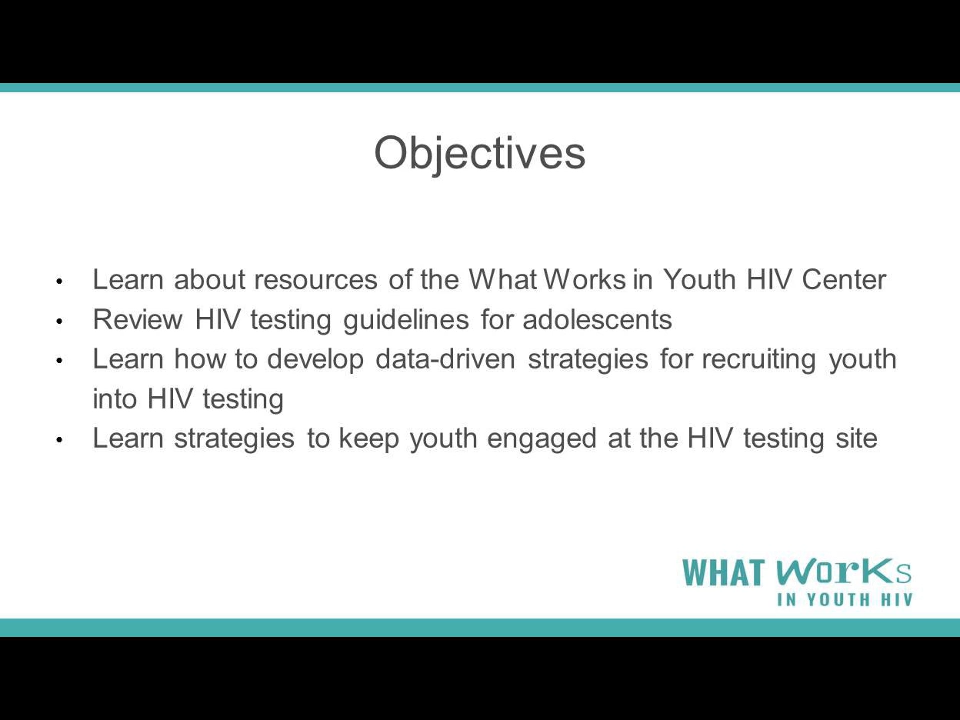 Objectives
• Learn about resources of the What Works in Youth HIV Center
• Review HIV testing guidelines for adolescents
• Learn how to develop data-driven strategies for recruiting youth
into HIV testing
• Learn strategies to keep youth engaged at the HIV testing site
WHAT WorKs
IN YOUTH HIV